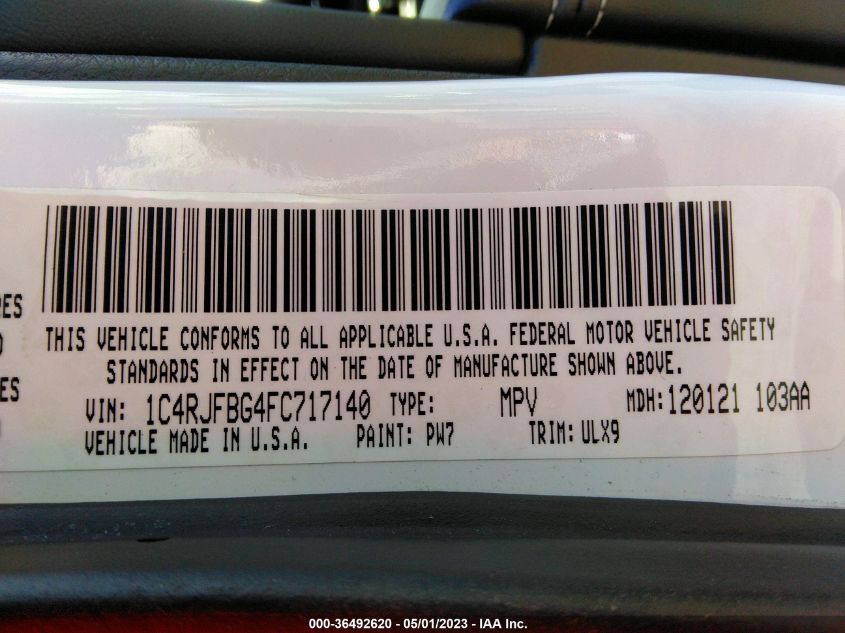 RES
)
THIS VEHICLE CONFORMS TO ALL APPLICABLE U.S.A. FEDERAL MOTOR VEHICLE SAFETY
STANDARDS IN EFFECT ON THE DATE OF MANUFACTURE SHOWN ABOVE.
ES
VIN: 1C4RJFBG4FC717140 TYPE: MPV MDH: 120121 103AA
VEHICLE MADE IN U.S.A. PAINT: PW7 TRIM: ULX9
000-36492620 - 05/01/2023 - IAA Inc.